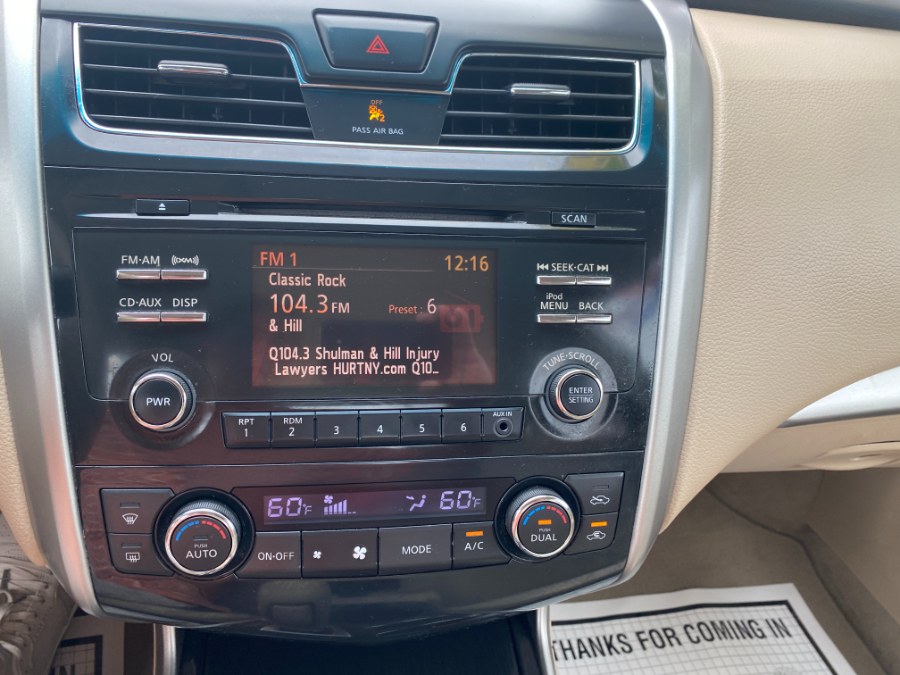 OFF
2
PASS AIR BAG
SCAN
FM·AM ((XM))
CD·AUX DISP
FM 1 12:16
Classic Rock
104.3 FM Preset : 6
& Hill
Q104.3 Shulman & Hill Injury
Lawyers HURTNY.com Q10_
SEEK·CAT
iPod
MENU BACK
VOL
PWR
TUNE·SCROLL
ENTER
SETTING
RPT
1
RDM
2
3
4
5
6
AUX IN
60°F 60°F
PUSH
AUTO
ON·OFF
MODE
A/C
PUSH
DUAL
THANKS FOR COMING IN